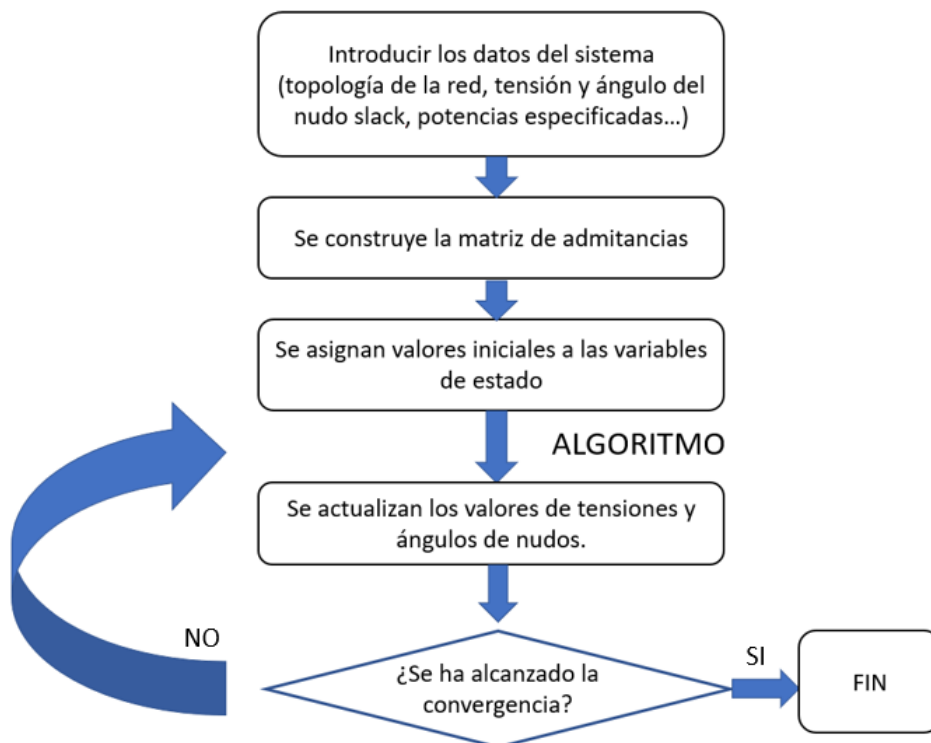 Introducir los datos del sistema
(topología de la red, tensión y ángulo del
nudo slack, potencias especificadas...)
Se construye la matriz de admitancias
Se asignan valores iniciales a las variables
de estado
ALGORITMO
Se actualizan los valores de tensiones y
ángulos de nudos.
NO
¿Se ha alcanzado la
convergencia?
SI
FIN